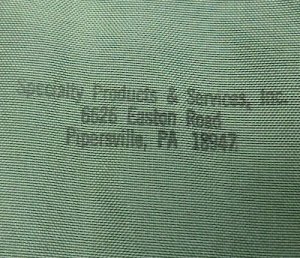 Specialty Products & Services, Inc.
6626 Easton Road
Pipersville, PA 18947